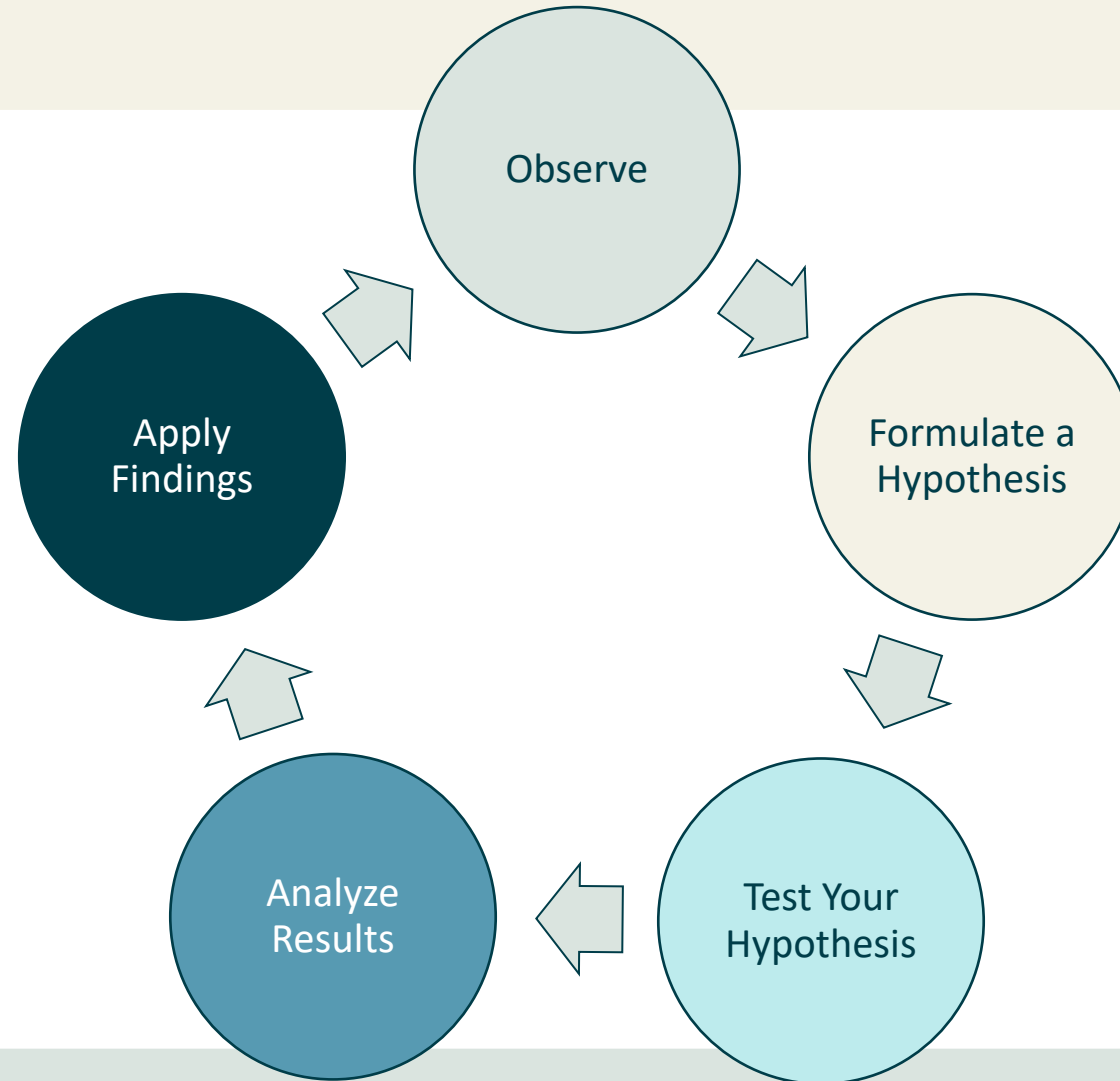 Observe
Formulate a
Hypothesis
Test Your
Hypothesis
Analyze
Results
Apply
Findings